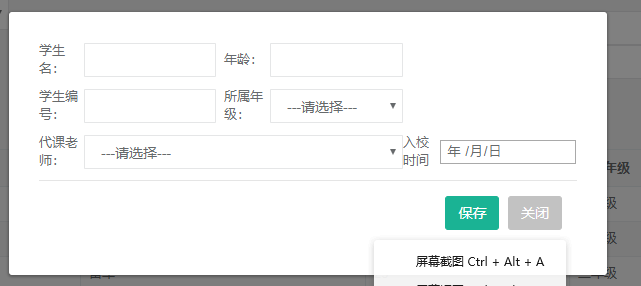 学生
名：
年龄：
学生编
号：
所属年
级：
---请选择---
代课老
师：
---请选择---
入校
时间
年 /月/日
年级
级
保存
关闭
级
屏幕截图 Ctrl + Alt + A